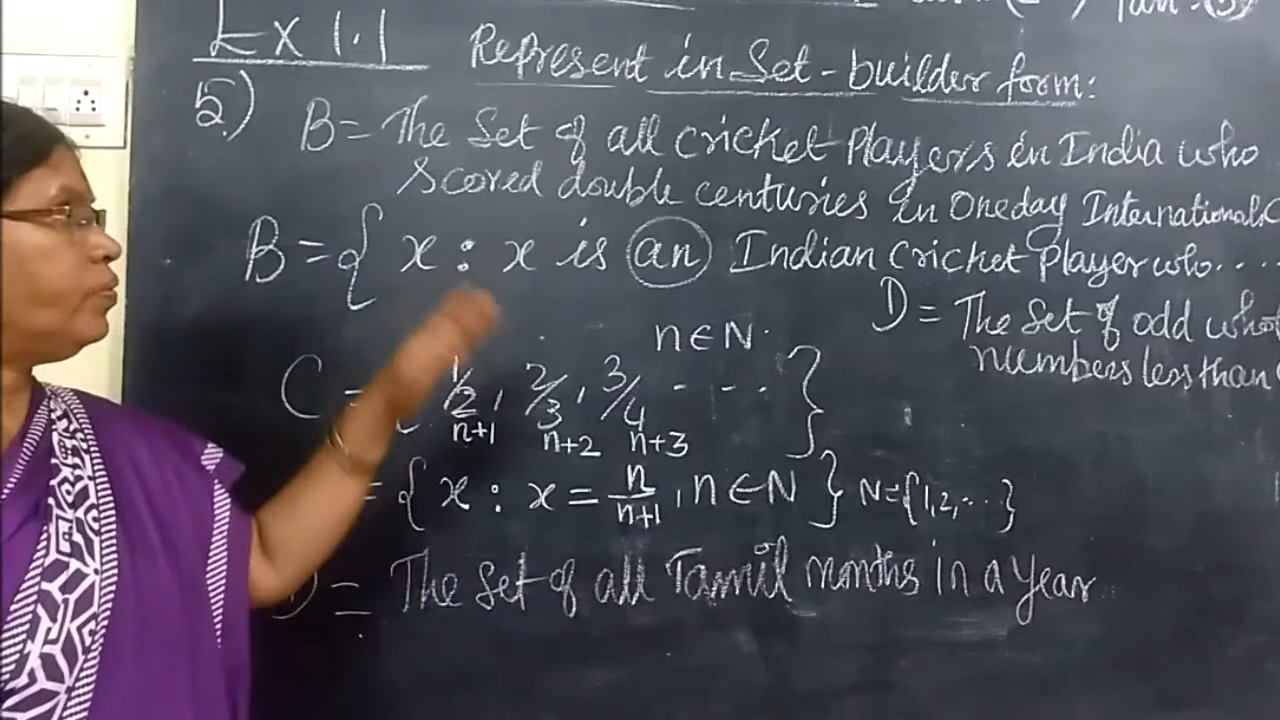 Tan
Ex 1.1
Represent in Set-builder form:
5.)
B = The Set of all cricket Players in India who
scored double centuries in Oneday International
B = { x : x is an Indian Cricket Player who....
D = The set of odd
numbers less than
n ∈ N.
C = 1/2, 2/3, 3/4 - - - . }
n+1 n+2 n+3
= { x : x = n/n+1, n ∈ N } N={1,2,...}
D = The Set of all Tamil months in a year